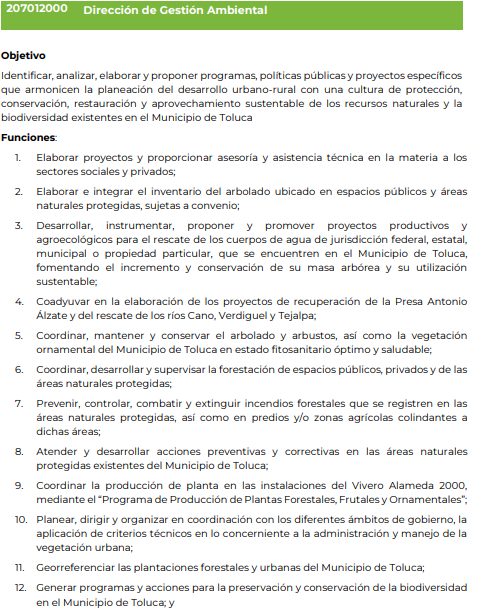 207012000 Dirección de Gestión Ambiental
Objetivo
Identificar, analizar, elaborar y proponer programas, políticas públicas y proyectos específicos
que armonicen la planeación del desarrollo urbano-rural con una cultura de protección,
conservación, restauración y aprovechamiento sustentable de los recursos naturales y la
biodiversidad existentes en el Municipio de Toluca
Funciones:
1. Elaborar proyectos y proporcionar asesoría y asistencia técnica en la materia a los
sectores sociales y privados;
2. Elaborar e integrar el inventario del arbolado ubicado en espacios públicos y áreas
naturales protegidas, sujetas a convenio;
3. Desarrollar, instrumentar, proponer y promover proyectos productivos y
agroecológicos para el rescate de los cuerpos de agua de jurisdicción federal, estatal,
municipal o propiedad particular, que se encuentren en el Municipio de Toluca,
fomentando el incremento y conservación de su masa arbórea y su utilización
sustentable;
4. Coadyuvar en la elaboración de los proyectos de recuperación de la Presa Antonio
Álzate y del rescate de los ríos Cano, Verdiguel y Tejalpa;
5. Coordinar, mantener y conservar el arbolado y arbustos, así como la vegetación
ornamental del Municipio de Toluca en estado fitosanitario óptimo y saludable;
6. Coordinar, desarrollar y supervisar la forestación de espacios públicos, privados y de las
áreas naturales protegidas;
7. Prevenir, controlar, combatir y extinguir incendios forestales que se registren en las
áreas naturales protegidas, así como en predios y/o zonas agrícolas colindantes a
dichas áreas;
8. Atender y desarrollar acciones preventivas y correctivas en las áreas naturales
protegidas existentes del Municipio de Toluca;
9. Coordinar la producción de planta en las instalaciones del Vivero Alameda 2000,
mediante el “Programa de Producción de Plantas Forestales, Frutales y Ornamentales”;
10. Planear, dirigir y organizar en coordinación con los diferentes ámbitos de gobierno, la
aplicación de criterios técnicos en lo concerniente a la administración y manejo de la
vegetación urbana;
11. Georreferenciar las plantaciones forestales y urbanas del Municipio de Toluca;
12. Generar programas y acciones para la preservación y conservación de la biodiversidad
en el Municipio de Toluca; y